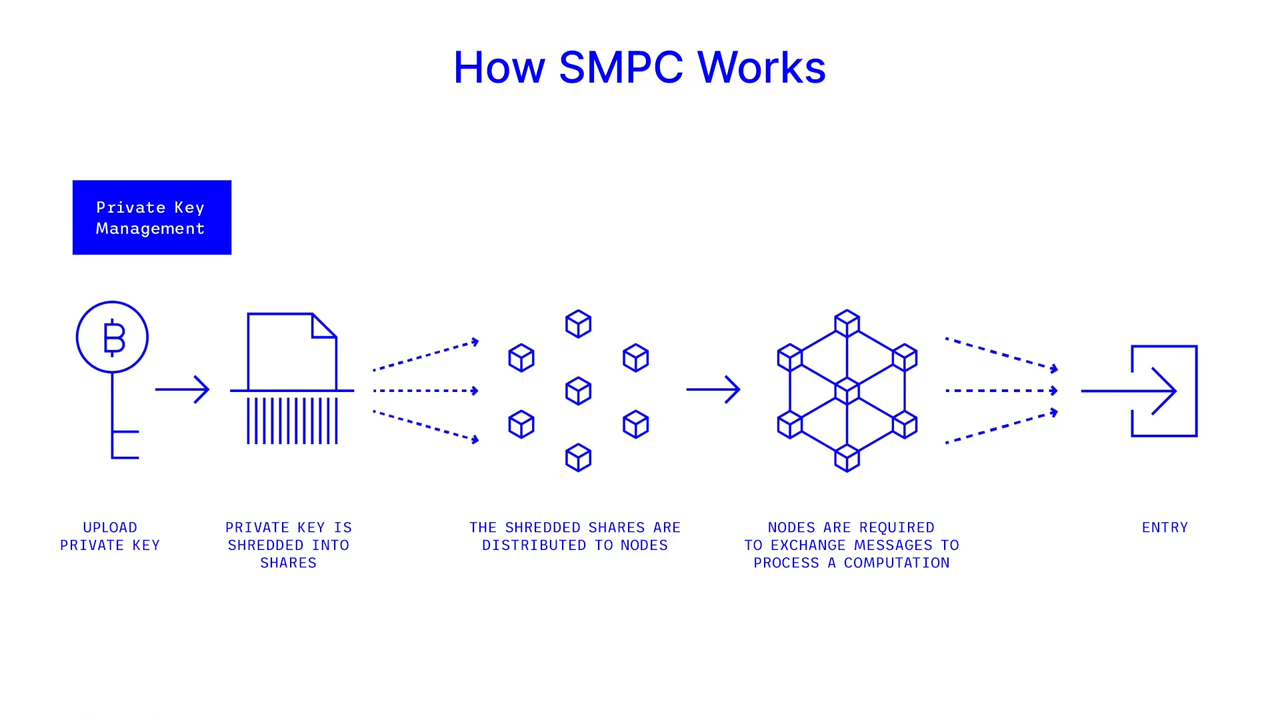 How SMPC Works
Private Key
Management
UPLOAD
PRIVATE KEY
PRIVATE KEY IS
SHREDDED INTO
SHARES
THE SHREDDED SHARES ARE
DISTRIBUTED TO NODES
NODES ARE REQUIRED
TO EXCHANGE MESSAGES TO
PROCESS A COMPUTATION
ENTRY